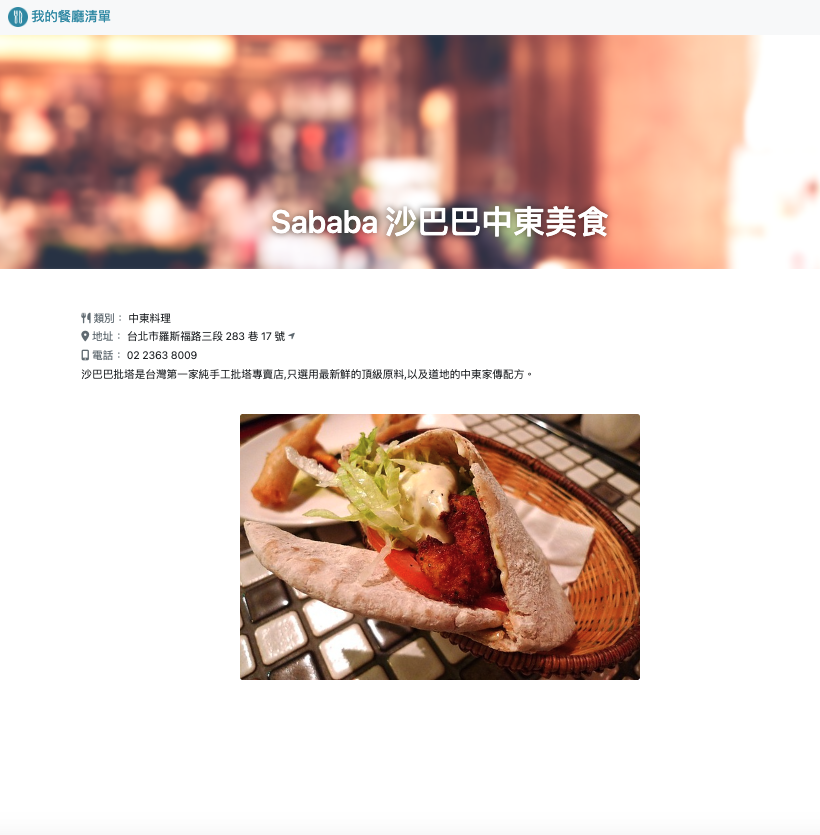 我的餐廳清單
Sababa 沙巴巴中東美食
類別： 中東料理
地址： 台北市羅斯福路三段 283 巷 17 號
電話： 02 2363 8009
沙巴巴批塔是台灣第一家純手工批塔專賣店,只選用最新鮮的頂級原料,以及道地的中東家傳配方。